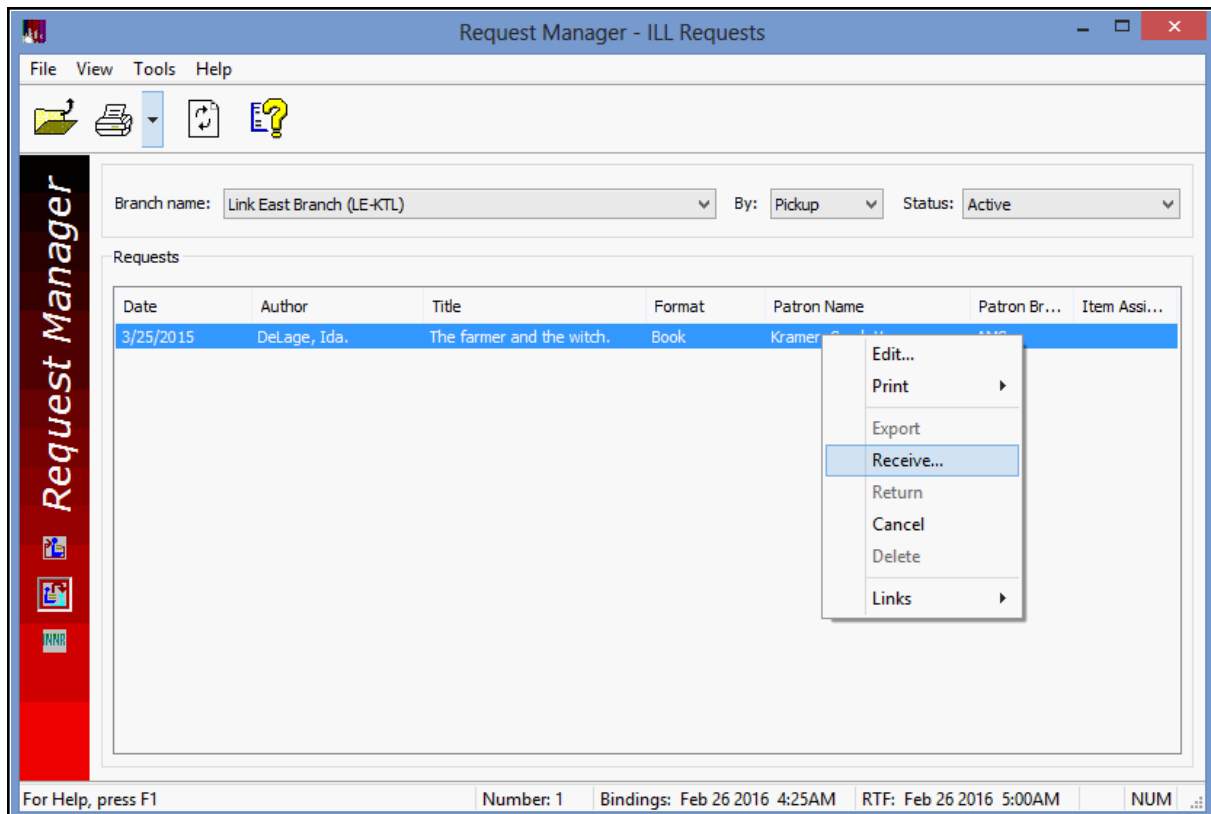 Request Manager - ILL Requests
File View Tools Help
Request Manager
Branch name: Link East Branch (LE-KTL) By: Pickup Status: Active
Requests
Date Author Title Format Patron Name Patron Br... Item Assi...
3/25/2015 DeLage, Ida. The farmer and the witch. Book Kramer
Edit...
Print
Export
Receive...
Return
Cancel
Delete
Links
For Help, press F1 Number: 1 Bindings: Feb 26 2016 4:25AM RTF: Feb 26 2016 5:00AM NUM